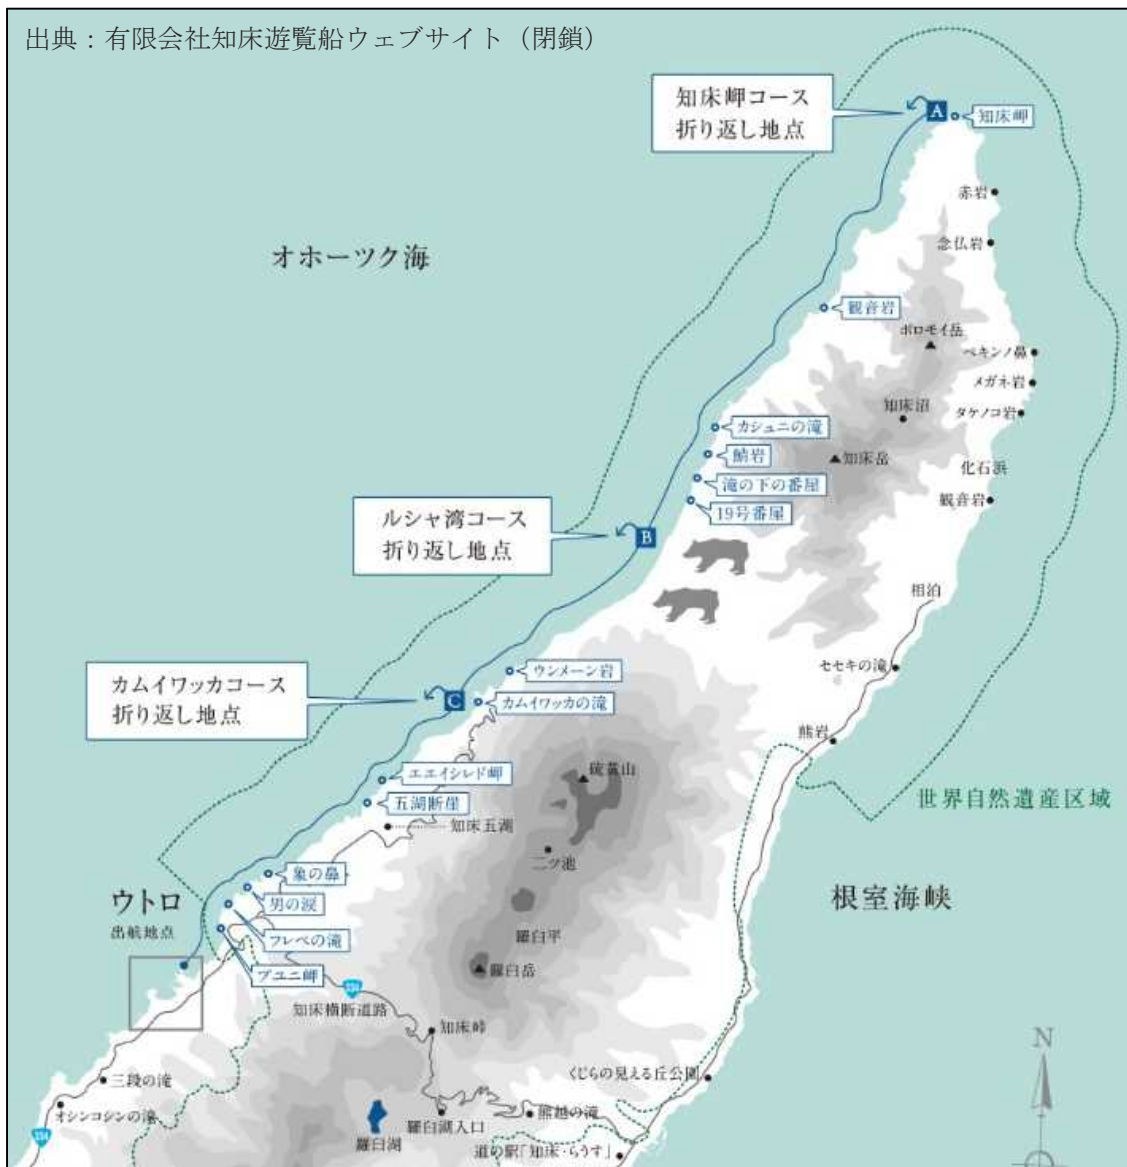 出典：有限会社知床遊覧船ウェブサイト（閉鎖）
知床岬コース
折り返し地点
A
知床岬
赤岩
念仏岩
オホーツク海
観音岩
ポロモイ岳
ペキンノ鼻
メガネ岩
知床沼
タケノコ岩
カシュニの滝
鮹岩
知床岳
化石浜
滝の下の番屋
観音岩
19号番屋
ルシャ湾コース
折り返し地点
B
相泊
セセキの滝
ウンメーン岩
カムイワッカコース
折り返し地点
C
カムイワッカの滝
熊岩
エエイシレド岬
硫黄山
五湖断崖
世界自然遺産区域
知床五湖
二ツ池
象の鼻
ウトロ
男の涙
根室海峡
出航地点
フレペの滝
羅臼平
プユニ岬
羅臼岳
334
知床横断道路
知床峠
N
くじらの見える丘公園
三段の滝
オシンコシンの滝
熊越の滝
羅臼湖入口
334
羅臼湖
道の駅「知床・らうす」